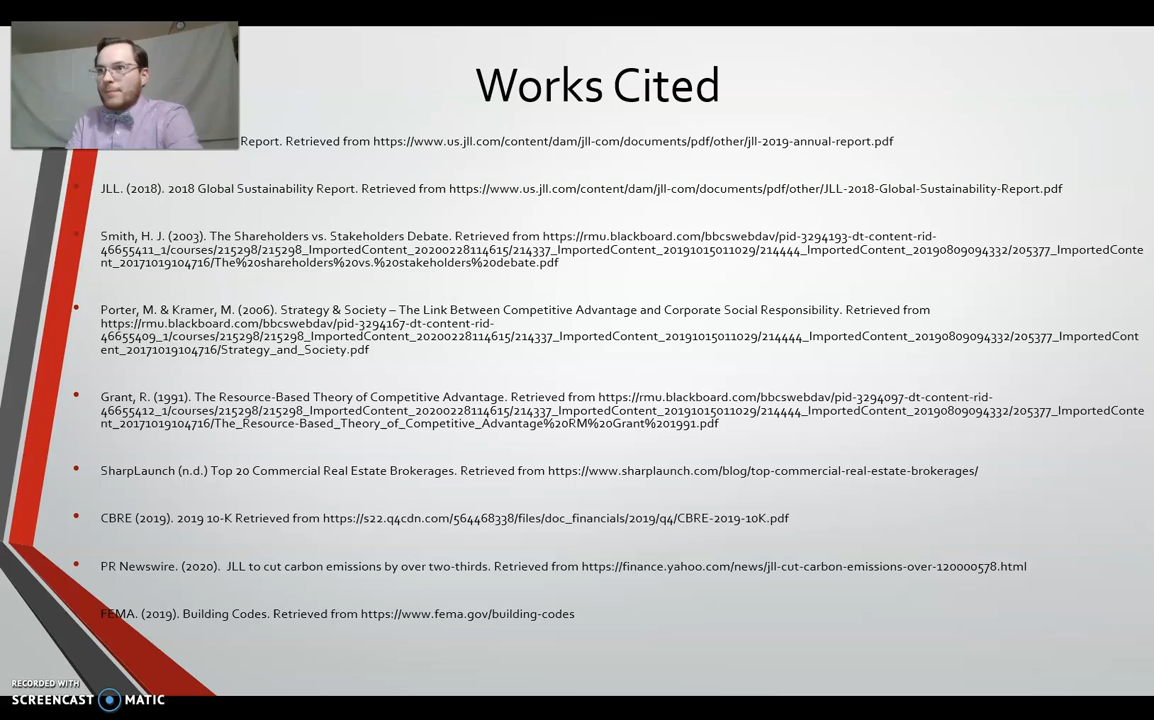 Works Cited
Report. Retrieved from https://www.us.jll.com/content/dam/jll-com/documents/pdf/other/jll-2019-annual-report.pdf
JLL. (2018). 2018 Global Sustainability Report. Retrieved from https://www.us.jll.com/content/dam/jll-com/documents/pdf/other/JLL-2018-Global-Sustainability-Report.pdf
Smith, H. J. (2003). The Shareholders vs. Stakeholders Debate. Retrieved from https://rmu.blackboard.com/bbcswebdav/pid-3294193-dt-content-rid-
46655411_1/courses/215298/215298_ImportedContent_20200228114615/214337_ImportedContent_20191015011029/214444_ImportedContent_20190809094332/205377_ImportedConte
nt_20171019104716/The%20shareholders%20vs.%20stakeholders%20debate.pdf
Porter, M. & Kramer, M. (2006). Strategy & Society – The Link Between Competitive Advantage and Corporate Social Responsibility. Retrieved from
https://rmu.blackboard.com/bbcswebdav/pid-3294167-dt-content-rid-
46655409_1/courses/215298/215298_ImportedContent_20200228114615/214337_ImportedContent_20191015011029/214444_ImportedContent_20190809094332/205377_ImportedCont
ent_20171019104716/Strategy_and_Society.pdf
Grant, R. (1991). The Resource-Based Theory of Competitive Advantage. Retrieved from https://rmu.blackboard.com/bbcswebdav/pid-3294097-dt-content-rid-
46655412_1/courses/215298/215298_ImportedContent_20200228114615/214337_ImportedContent_20191015011029/214444_ImportedContent_20190809094332/205377_ImportedConte
nt_20171019104716/The_Resource-Based_Theory_of_Competitive_Advantage%20RM%20Grant%201991.pdf
SharpLaunch (n.d.) Top 20 Commercial Real Estate Brokerages. Retrieved from https://www.sharplaunch.com/blog/top-commercial-real-estate-brokerages/
CBRE (2019). 2019 10-K Retrieved from https://s22.q4cdn.com/564468338/files/doc_financials/2019/q4/CBRE-2019-10K.pdf
PR Newswire. (2020). JLL to cut carbon emissions by over two-thirds. Retrieved from https://finance.yahoo.com/news/jll-cut-carbon-emissions-over-120000578.html
FEMA. (2019). Building Codes. Retrieved from https://www.fema.gov/building-codes
RECORDED WITH
SCREENCAST MATIC